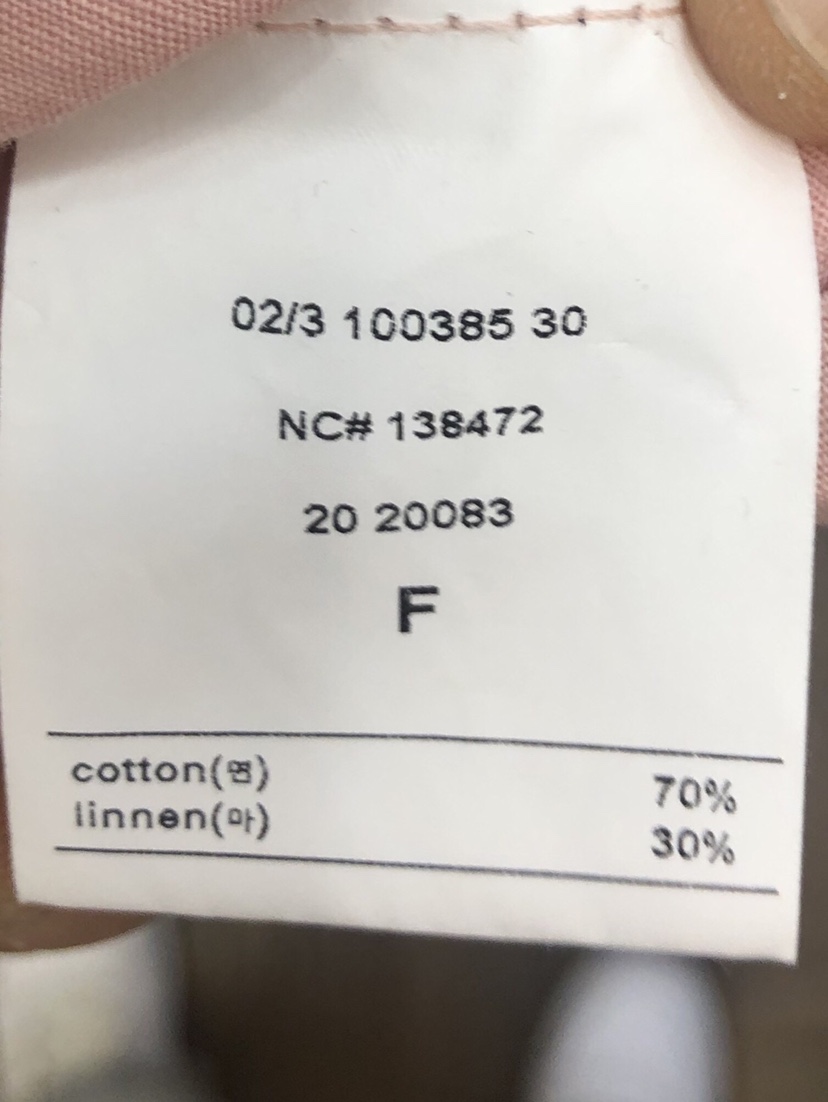 02/3 100385 30
NC# 138472
20 20083
F
cotton(면) 70%
linnen(마) 30%